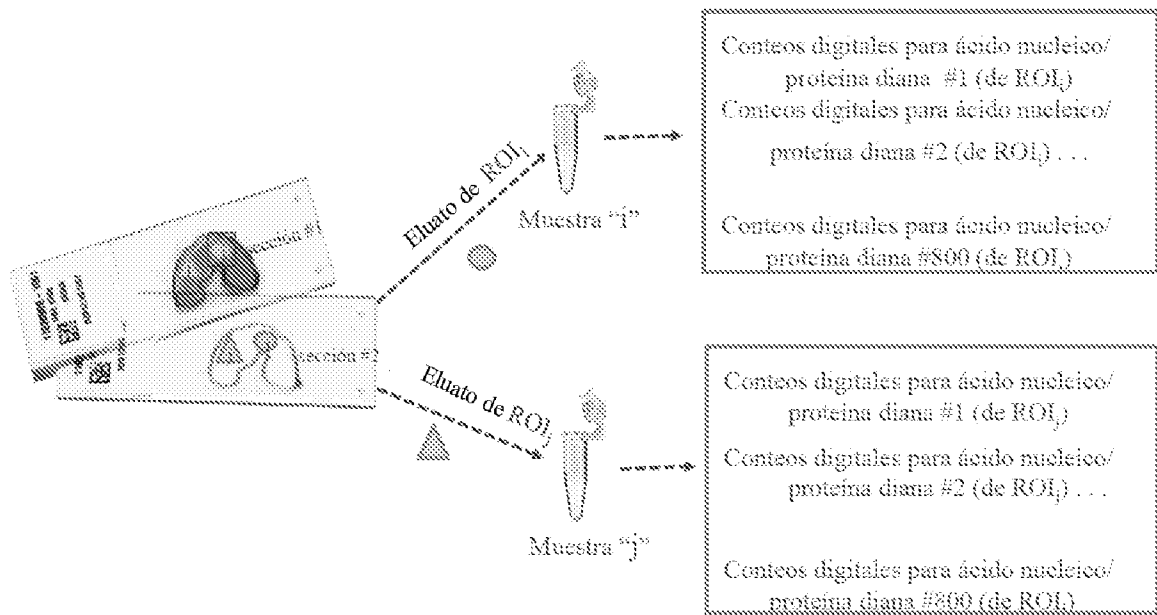 Conteos digitales para ácido nucleico/
proteína diana #1 (de ROIi)
Conteos digitales para ácido nucleico/
proteína diana #2 (de ROIi) . . .
Conteos digitales para ácido nucleico/
proteína diana #800 (de ROIi)
Eluato de ROIi
Muestra “i”
sección #1
sección #2
Eluato de ROIj
Muestra “j”
Conteos digitales para ácido nucleico/
proteína diana #1 (de ROIj)
Conteos digitales para ácido nucleico/
proteína diana #2 (de ROIj) . . .
Conteos digitales para ácido nucleico/
proteína diana #800 (de ROIj)